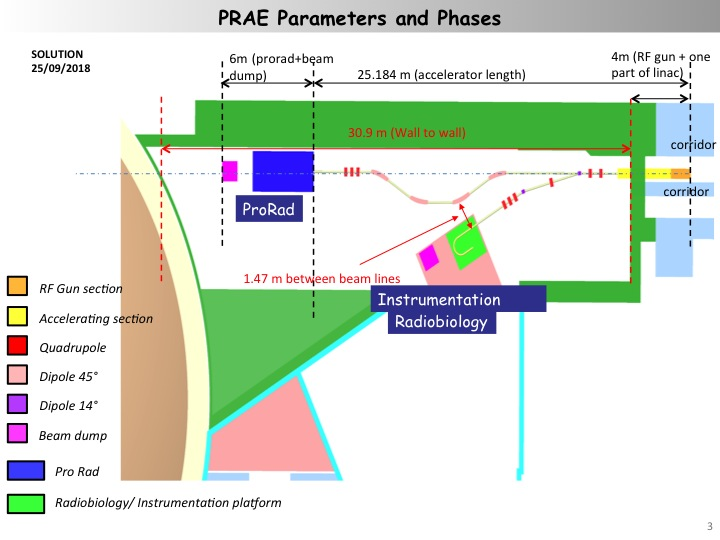 PRAE Parameters and Phases
SOLUTION
25/09/2018
6m (prorad+beam
dump)
25.184 m (accelerator length)
4m (RF gun + one
part of linac)
30.9 m (Wall to wall)
corridor
corridor
ProRad
1.47 m between beam lines
Instrumentation
Radiobiology
RF Gun section
Accelerating section
Quadrupole
Dipole 45°
Dipole 14°
Beam dump
Pro Rad
Radiobiology/ Instrumentation platform
3